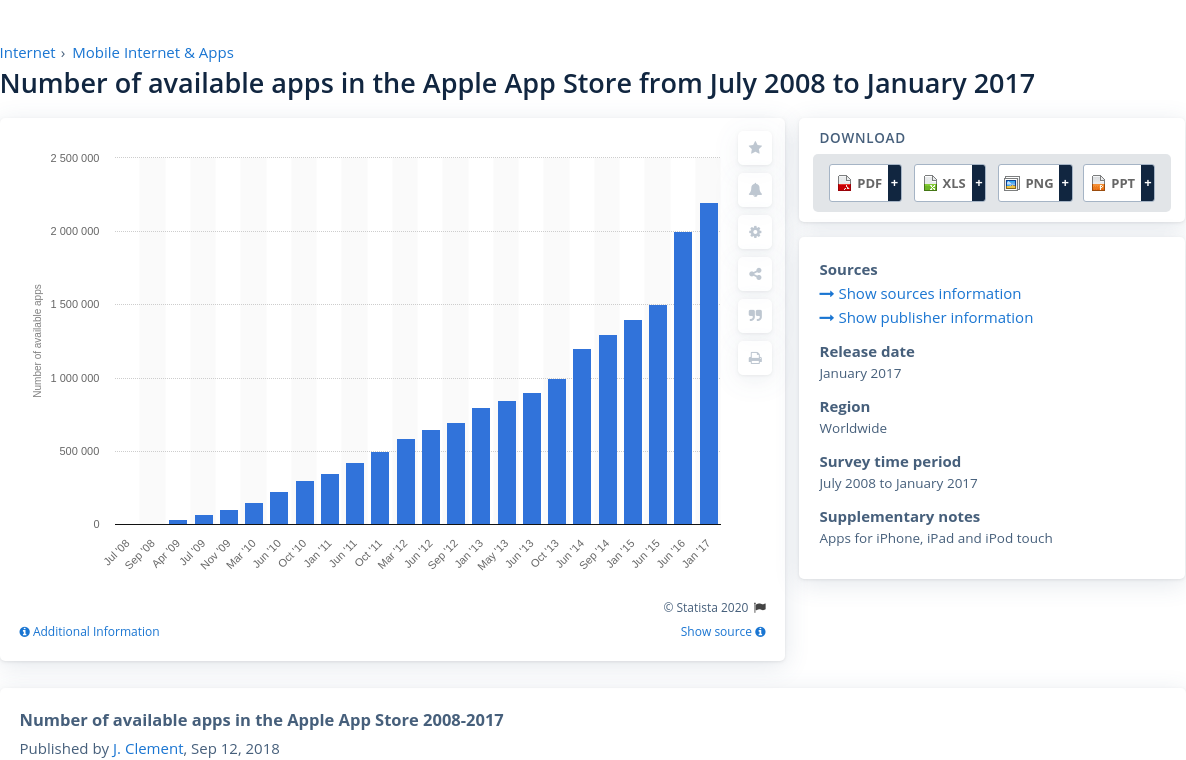 Internet › Mobile Internet & Apps
Number of available apps in the Apple App Store from July 2008 to January 2017
Number of available apps
2 500 000
2 000 000
1 500 000
1 000 000
500 000
0
Jul '08
Sep '08
Apr '09
Jul '09
Nov '09
Mar '10
Jun '10
Oct '10
Jan '11
Jun '11
Oct '11
Mar '12
Jun '12
Sep '12
Jan '13
May '13
Jun '13
Oct '13
Jun '14
Sep '14
Jan '15
Jun '15
Jun '16
Jan '17
© Statista 2020
Additional Information
Show source
DOWNLOAD
PDF + XLS + PNG + PPT +
Sources
Show sources information
Show publisher information
Release date
January 2017
Region
Worldwide
Survey time period
July 2008 to January 2017
Supplementary notes
Apps for iPhone, iPad and iPod touch
Number of available apps in the Apple App Store 2008-2017
Published by J. Clement, Sep 12, 2018